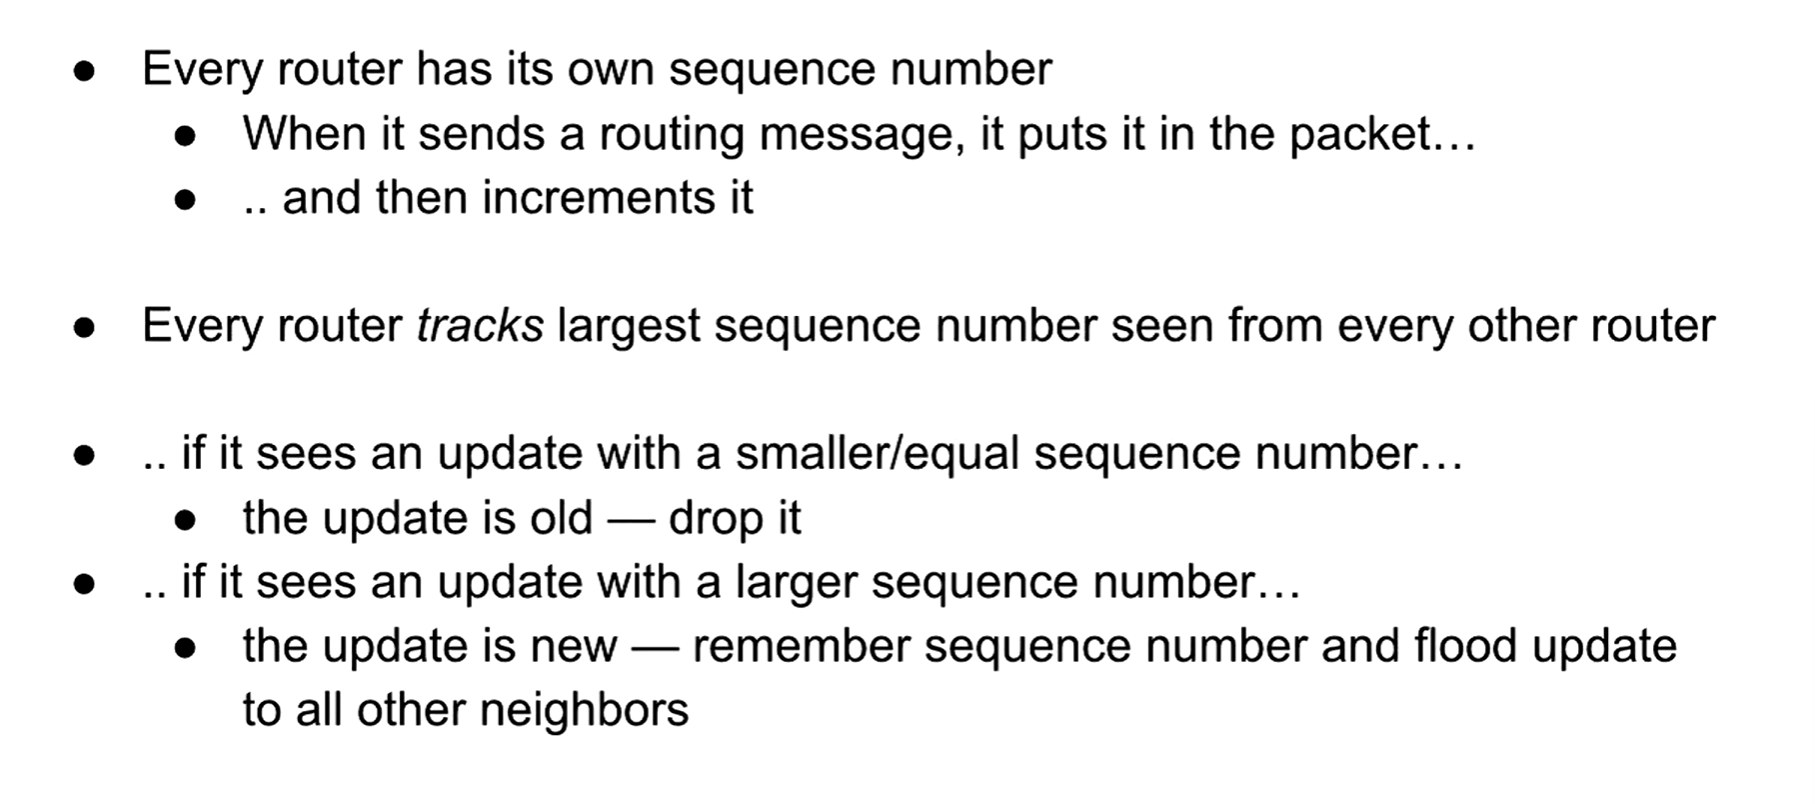 ● Every router has its own sequence number
● When it sends a routing message, it puts it in the packet…
● .. and then increments it
● Every router tracks largest sequence number seen from every other router
● .. if it sees an update with a smaller/equal sequence number…
● the update is old — drop it
● .. if it sees an update with a larger sequence number…
● the update is new — remember sequence number and flood update
to all other neighbors